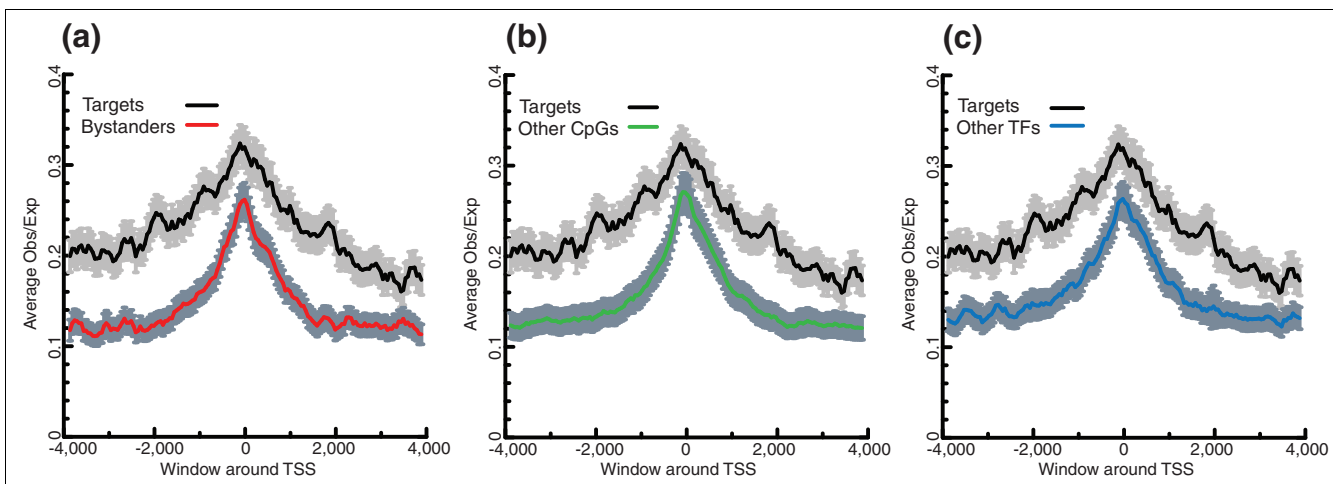 (a)
Average Obs/Exp
0.4
0.3
0.2
0.1
0
Targets
Bystanders
-4,000 -2,000 0 2,000 4,000
Window around TSS
(b)
Average Obs/Exp
0.4
0.3
0.2
0.1
0
Targets
Other CpGs
-4,000 -2,000 0 2,000 4,000
Window around TSS
(c)
Average Obs/Exp
0.4
0.3
0.2
0.1
0
Targets
Other TFs
-4,000 -2,000 0 2,000 4,000
Window around TSS